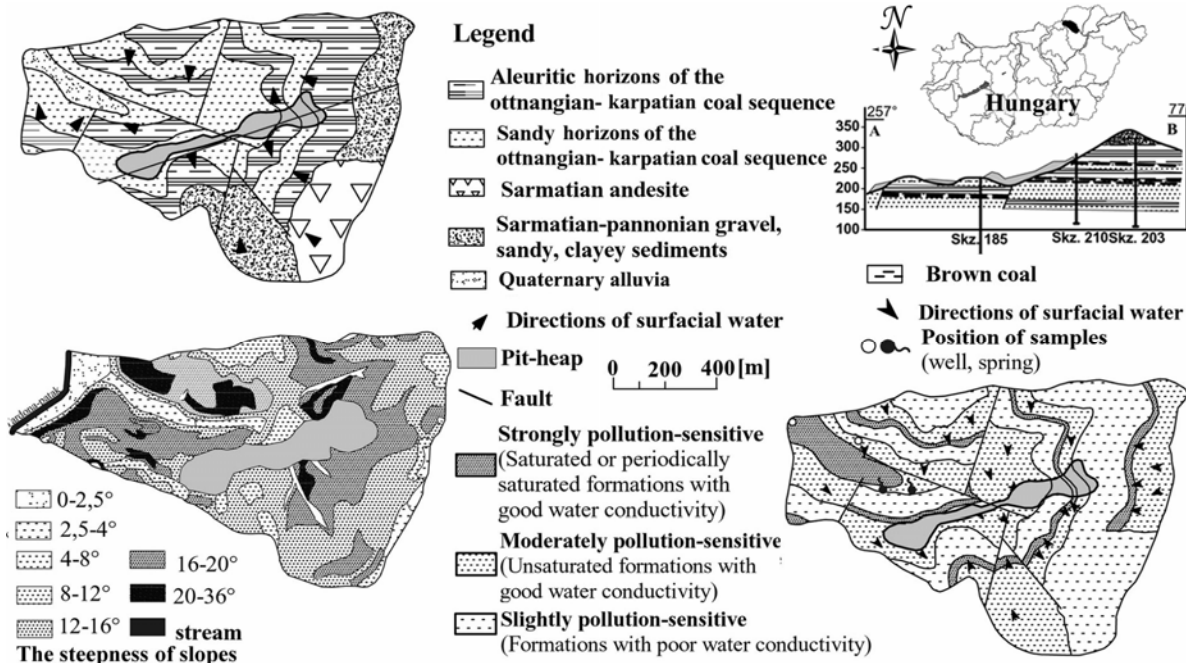 Legend
Aleuritic horizons of the
ottnangian- karpatian coal sequence
Sandy horizons of the
ottnangian-karpatian coal sequence
Sarmatian andesite
Sarmatian-pannonian gravel,
sandy, clayey sediments
Quaternary alluvia
Directions of surfacial water
Pit-heap
0 200 400 [m]
Fault
Strongly pollution-sensitive
(Saturated or periodically
saturated formations with
good water conductivity)
Moderately pollution-sensitive
(Unsaturated formations with
good water conductivity)
Slightly pollution-sensitive
(Formations with poor water conductivity)
N
Hungary
257°
77
A
B
350
300
250
200
150
100
Skz. 185
Skz. 210
Skz. 203
Brown coal
Directions of surfacial water
Position of samples
(well, spring)
0-2,5°
2,5-4°
4-8°
8-12°
12-16°
16-20°
20-36°
stream
The steepness of slopes